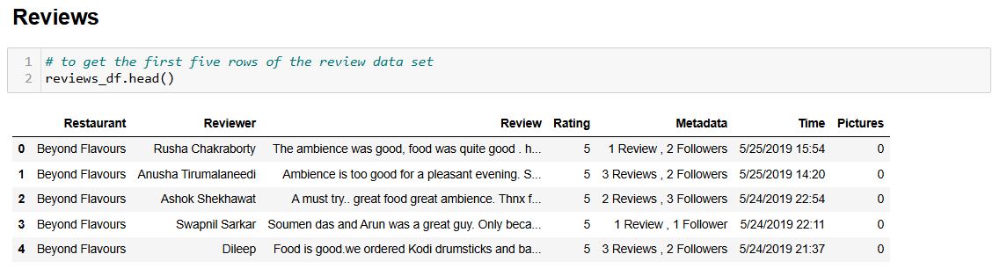 Reviews
1 # to get the first five rows of the review data set
2 reviews_df.head()
Restaurant Reviewer Review Rating Metadata Time Pictures
0 Beyond Flavours Rusha Chakraborty The ambience was good, food was quite good . h... 5 1 Review , 2 Followers 5/25/2019 15:54 0
1 Beyond Flavours Anusha Tirumalaneedi Ambience is too good for a pleasant evening. S... 5 3 Reviews , 2 Followers 5/25/2019 14:20 0
2 Beyond Flavours Ashok Shekhawat A must try.. great food great ambience. Thnx f... 5 2 Reviews , 3 Followers 5/24/2019 22:54 0
3 Beyond Flavours Swapnil Sarkar Soumen das and Arun was a great guy. Only beca... 5 1 Review , 1 Follower 5/24/2019 22:11 0
4 Beyond Flavours Dileep Food is good.we ordered Kodi drumsticks and ba... 5 3 Reviews , 2 Followers 5/24/2019 21:37 0